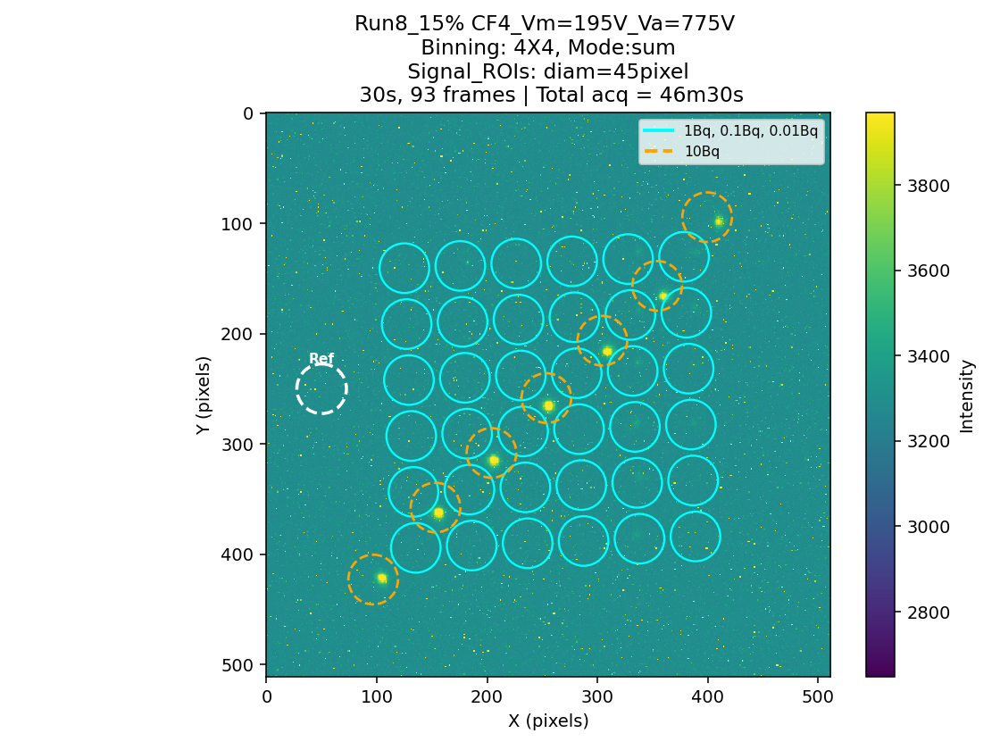 Run8_15% CF4_Vm=195V_Va=775V
Binning: 4X4, Mode:sum
Signal_ROIs: diam=45pixel
30s, 93 frames | Total acq = 46m30s
1Bq, 0.1Bq, 0.01Bq
10Bq
Ref
0
100
200
300
400
500
Y (pixels)
0
100
200
300
400
500
X (pixels)
3800
3600
3400
3200
3000
2800
Intensity